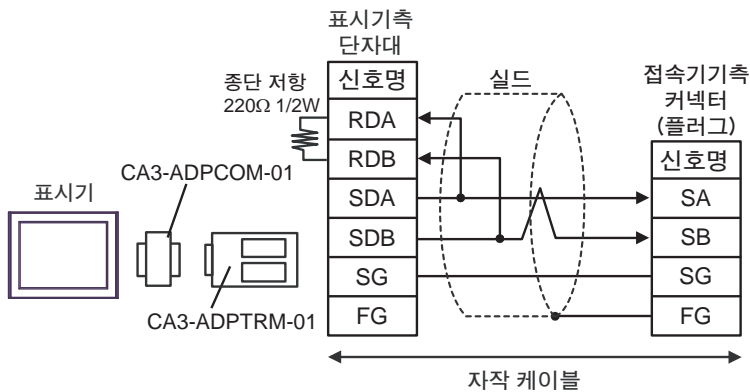 표시기측
단자대
신호명
RDA
RDB
SDA
SDB
SG
FG
종단 저항
220Ω 1/2W
CA3-ADPCOM-01
표시기
CA3-ADPTRM-01
실드
접속기기측
커넥터
(플러그)
신호명
SA
SB
SG
FG
자작 케이블